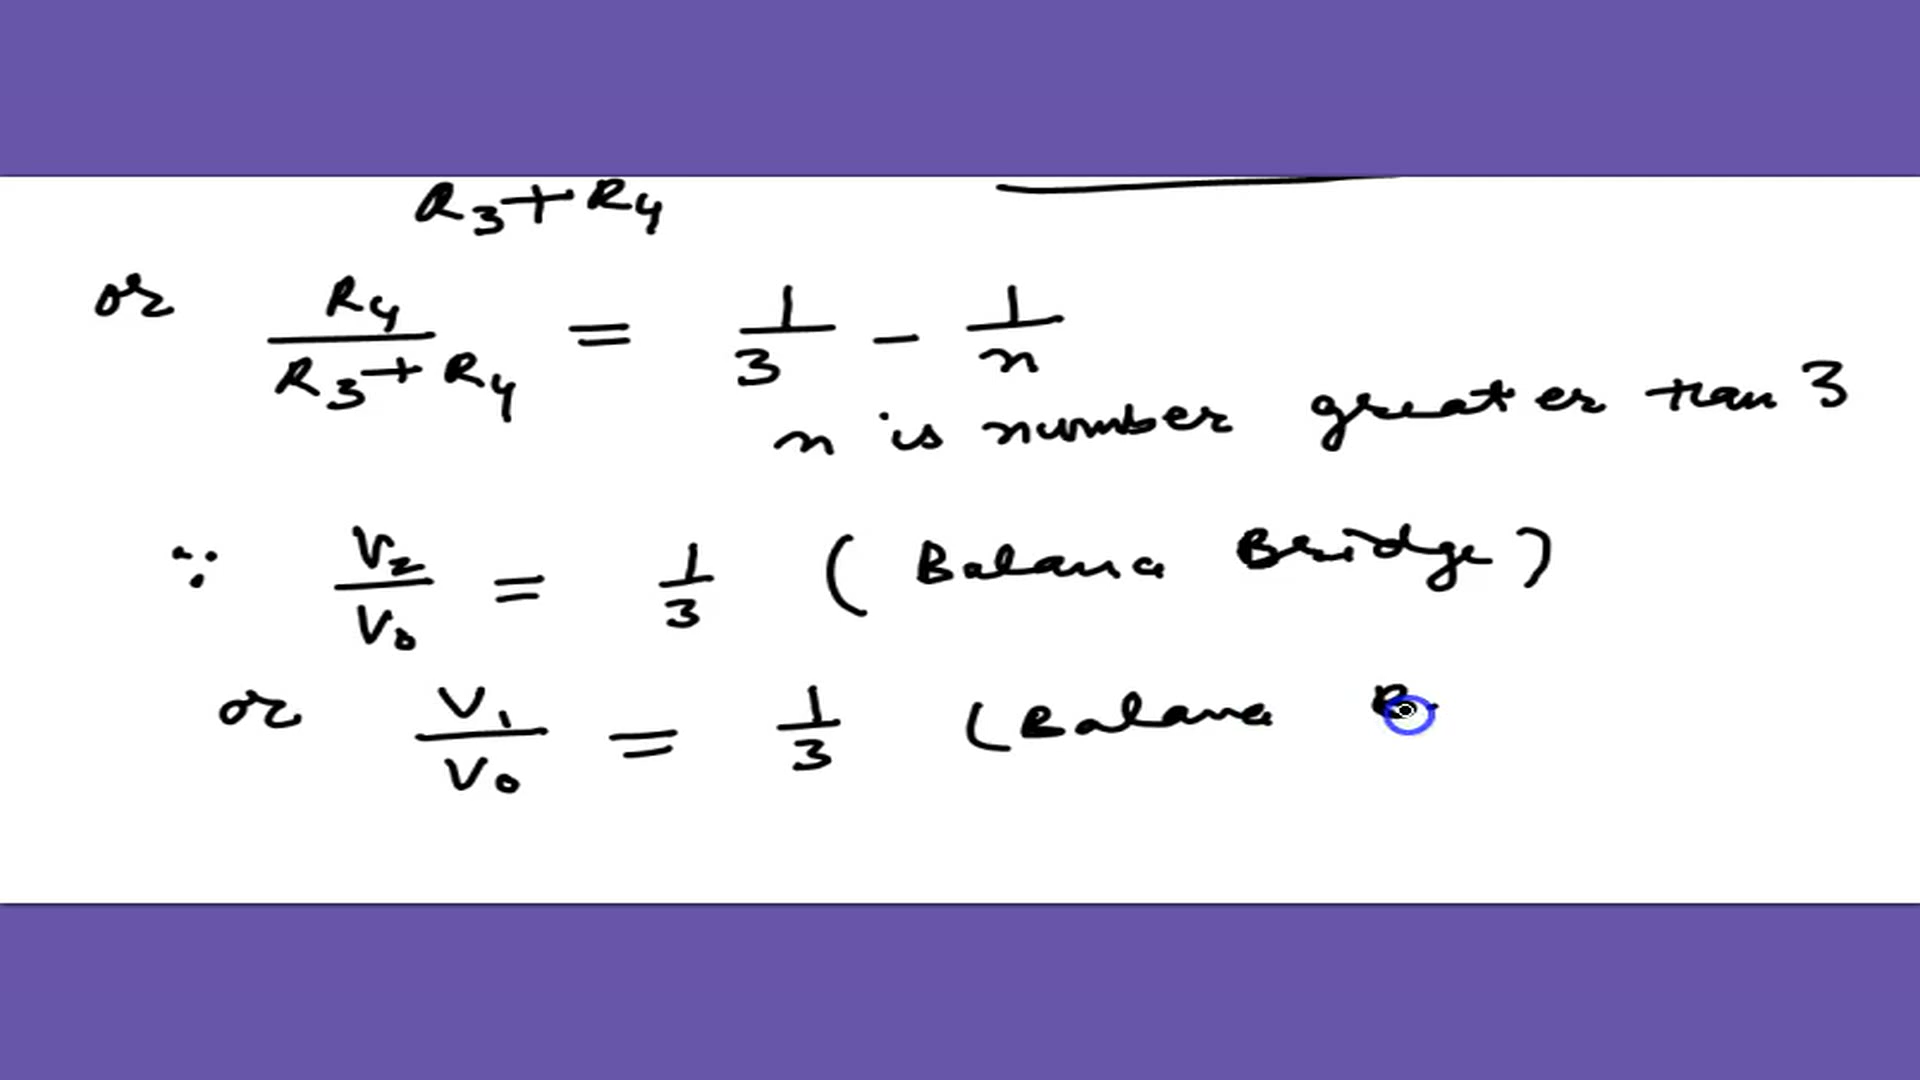 R₃+R₄
or R₄/(R₃+R₄) = 1/3 - 1/n
n is number greater tan 3
∵ V₂/V₀ = 1/3 (Balance Bridge)
or V₁/V₀ = 1/3 (Balance B